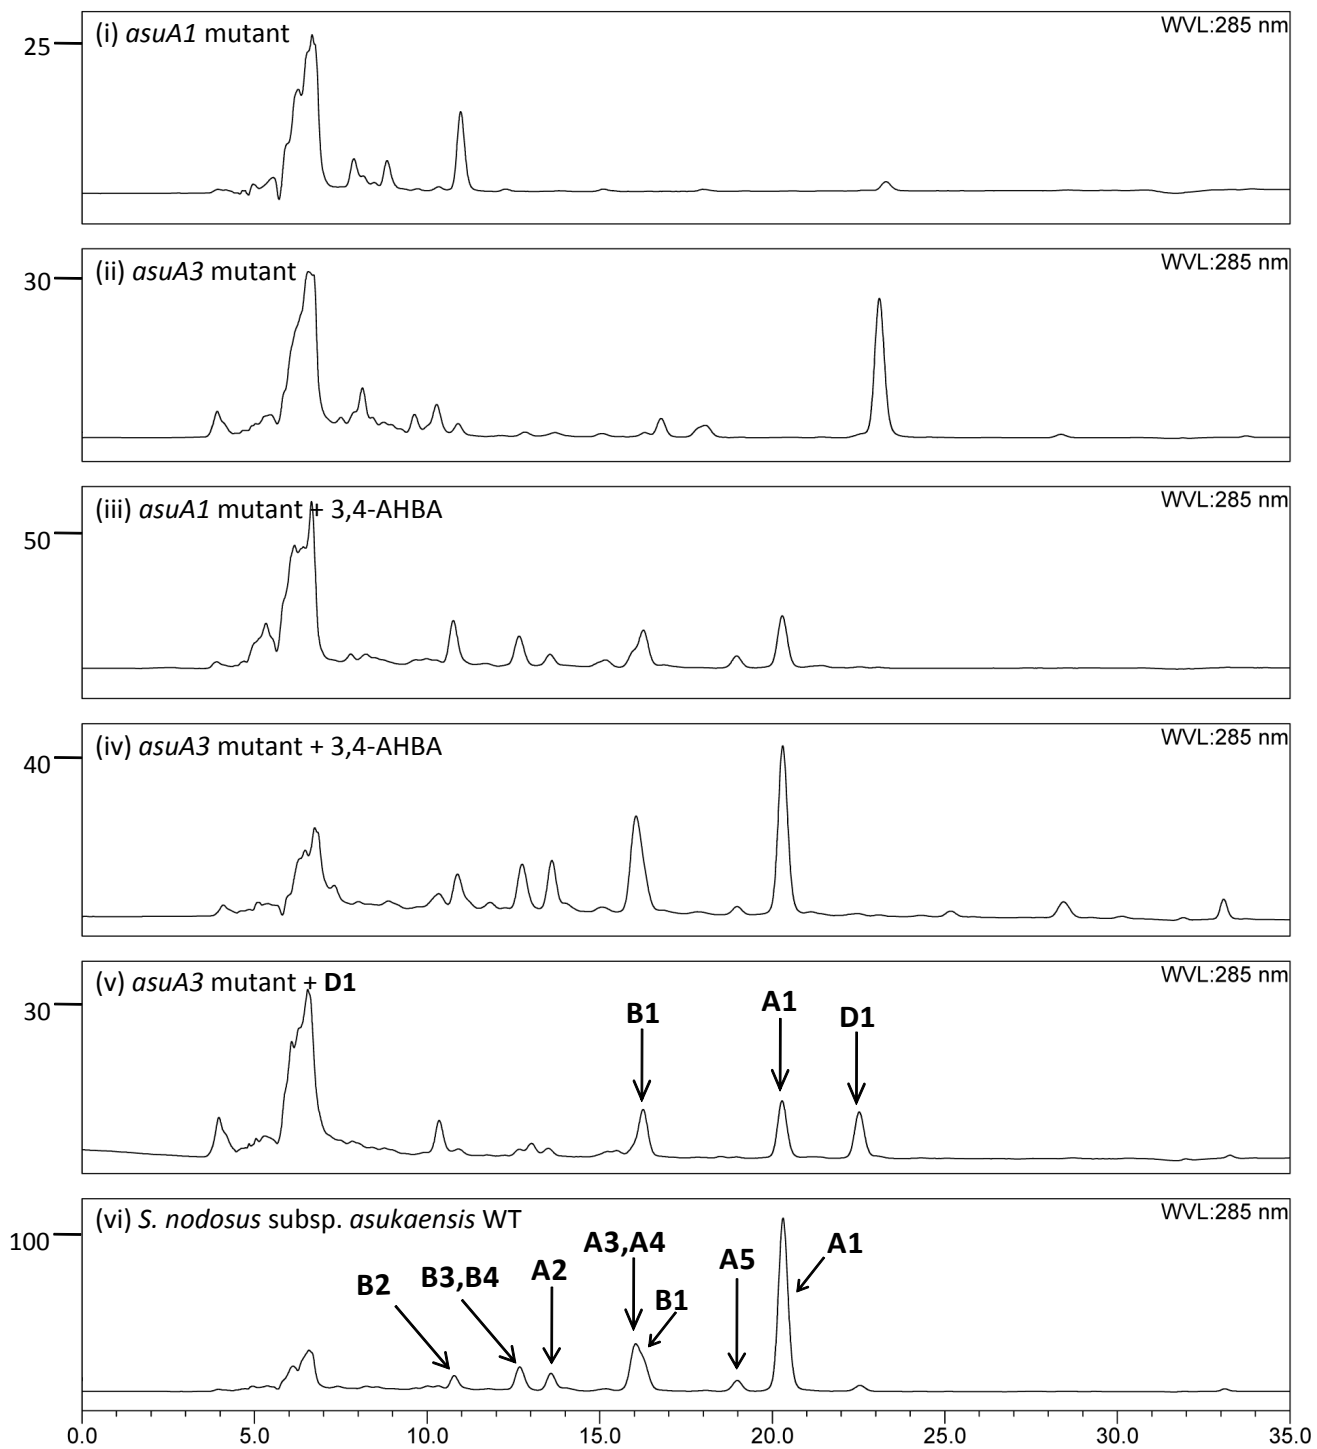 (i) asuA1 mutant
WVL:285 nm
25
(ii) asuA3 mutant
WVL:285 nm
30
(iii) asuA1 mutant + 3,4-AHBA
WVL:285 nm
50
(iv) asuA3 mutant + 3,4-AHBA
WVL:285 nm
40
(v) asuA3 mutant + D1
WVL:285 nm
30
B1
A1
D1
(vi) S. nodosus subsp. asukaensis WT
WVL:285 nm
100
B2
B3,B4
A2
A3,A4
B1
A5
A1
0.0 5.0 10.0 15.0 20.0 25.0 30.0 35.0